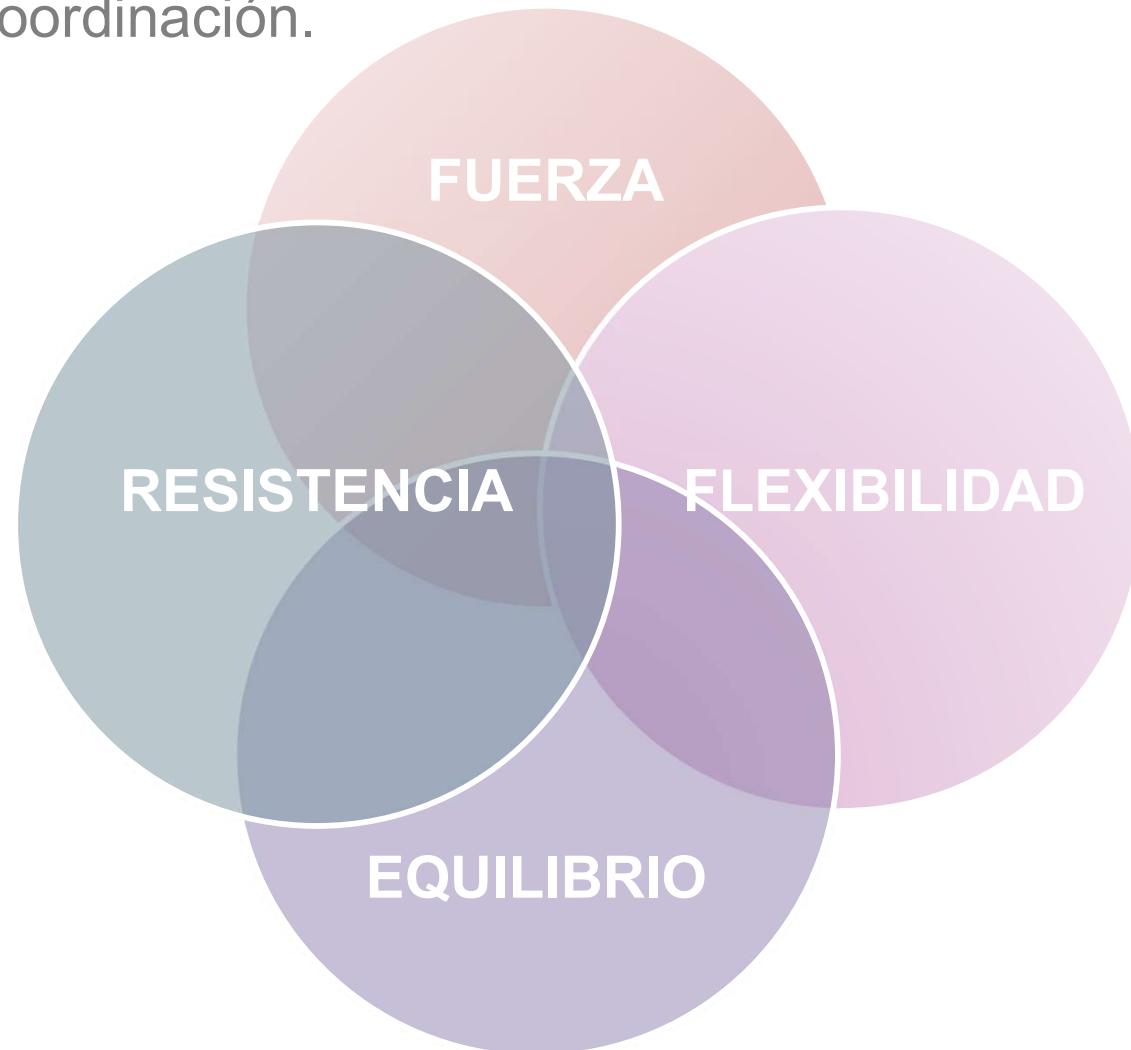 oordinación.
FUERZA
RESISTENCIA
FLEXIBILIDAD
EQUILIBRIO